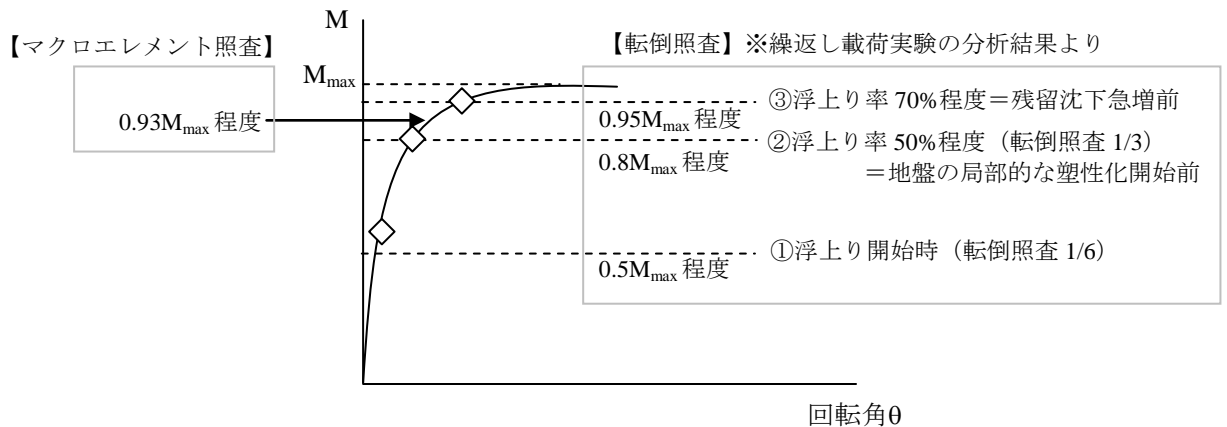 M
【マクロエレメント照査】
【転倒照査】※繰返し載荷実験の分析結果より
Mmax
0.93Mmax 程度
③浮上り率 70%程度＝残留沈下急増前
0.95Mmax 程度
②浮上り率 50%程度（転倒照査 1/3）
＝地盤の局部的な塑性化開始前
0.8Mmax 程度
①浮上り開始時（転倒照査 1/6）
0.5Mmax 程度
回転角θ